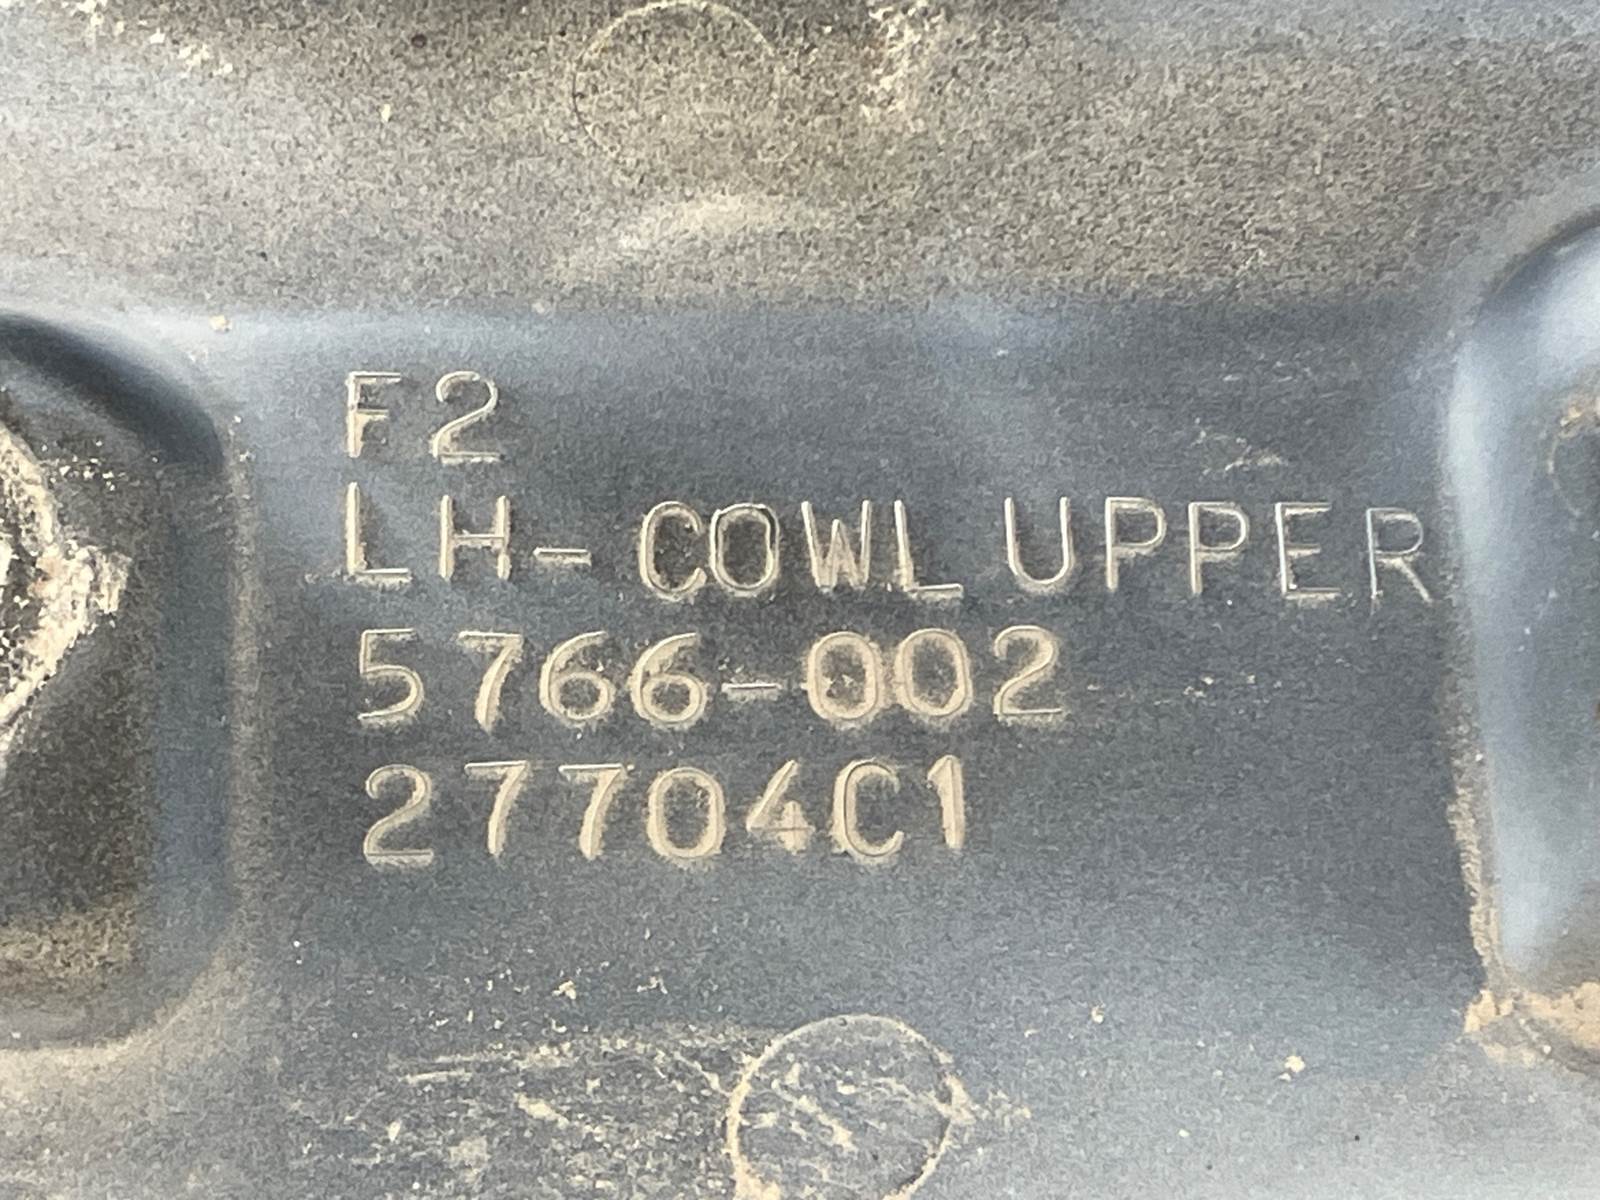 F2
LH-COWL UPPER
5766-002
27704C1